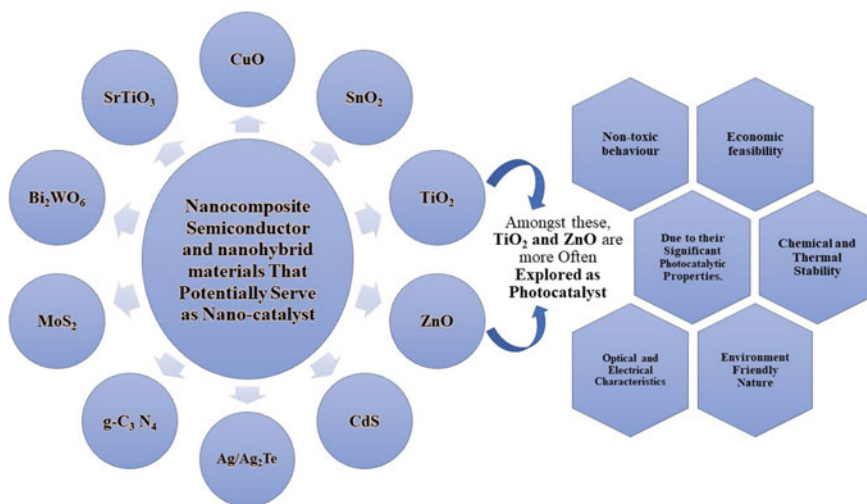 CuO
SnO₂
TiO₂
ZnO
CdS
Ag/Ag₂Te
g-C₃ N₄
MoS₂
Bi₂WO₆
SrTiO₃
Nanocomposite
Semiconductor
and nanohybrid
materials That
Potentially Serve
as Nano-catalyst
Amongst these,
TiO₂ and ZnO are
more Often
Explored as
Photocatalyst
Non-toxic
behaviour
Economic
feasibility
Due to their
Significant
Photocatalytic
Properties.
Chemical and
Thermal
Stability
Optical and
Electrical
Characteristics
Environment
Friendly
Nature